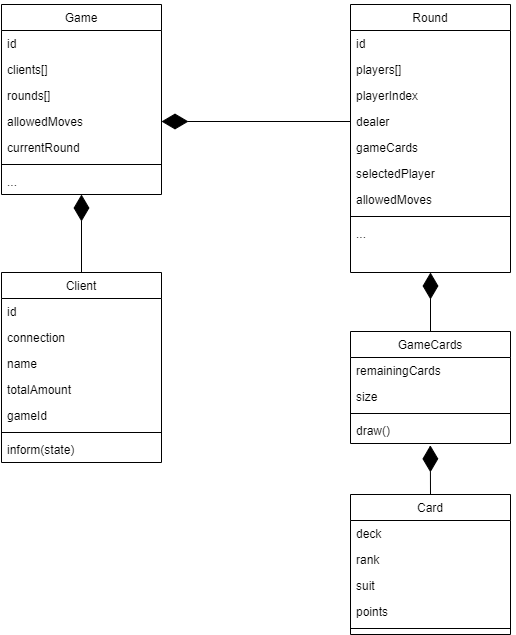 Game
id
clients[]
rounds[]
allowedMoves
currentRound
...
Round
id
players[]
playerIndex
dealer
gameCards
selectedPlayer
allowedMoves
...
Client
id
connection
name
totalAmount
gameId
inform(state)
GameCards
remainingCards
size
draw()
Card
deck
rank
suit
points